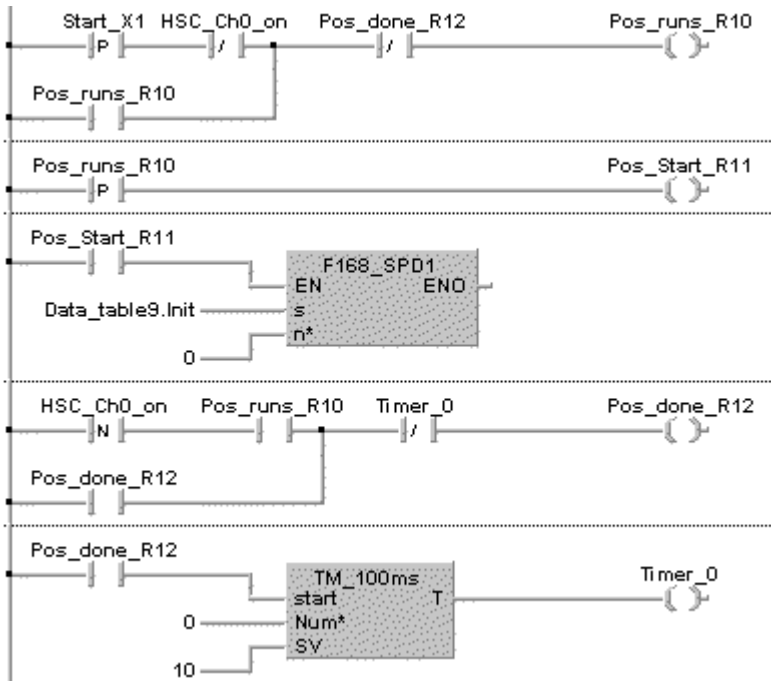 Start_X1 HSC_Ch0_on Pos_done_R12 Pos_runs_R10
P / /
Pos_runs_R10
Pos_runs_R10 Pos_Start_R11
P
Pos_Start_R11
F168_SPD1
EN ENO
Data_table9.Init s
n*
0
HSC_Ch0_on Pos_runs_R10 Timer_0 Pos_done_R12
N /
Pos_done_R12
Pos_done_R12
TM_100ms Timer_0
start T
0 Num*
SV
10